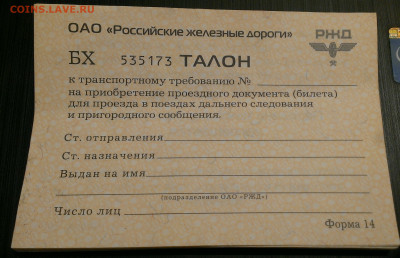 COINS.LAVE.RU
ОАО «Российские железные дороги»
РЖД
БХ 535173 ТАЛОН
к транспортному требованию №
на приобретение проездного документа (билета)
для проезда в поездах дальнего следования
и пригородного сообщения.
Ст. отправления
Ст. назначения
Выдан на имя
(подразделение ОАО «РЖД»)
Число лиц
Форма 14